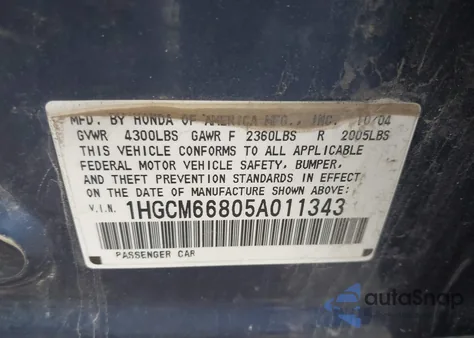 MFD. BY HONDA OF AMERICA MFG., INC. 10/04
GVWR 4300LBS GAWR F 2360LBS R 2005LBS
THIS VEHICLE CONFORMS TO ALL APPLICABLE
FEDERAL MOTOR VEHICLE SAFETY, BUMPER,
AND THEFT PREVENTION STANDARDS IN EFFECT
ON THE DATE OF MANUFACTURE SHOWN ABOVE:
V.I.N. 1HGCM66805A011343
PASSENGER CAR
autoSnap